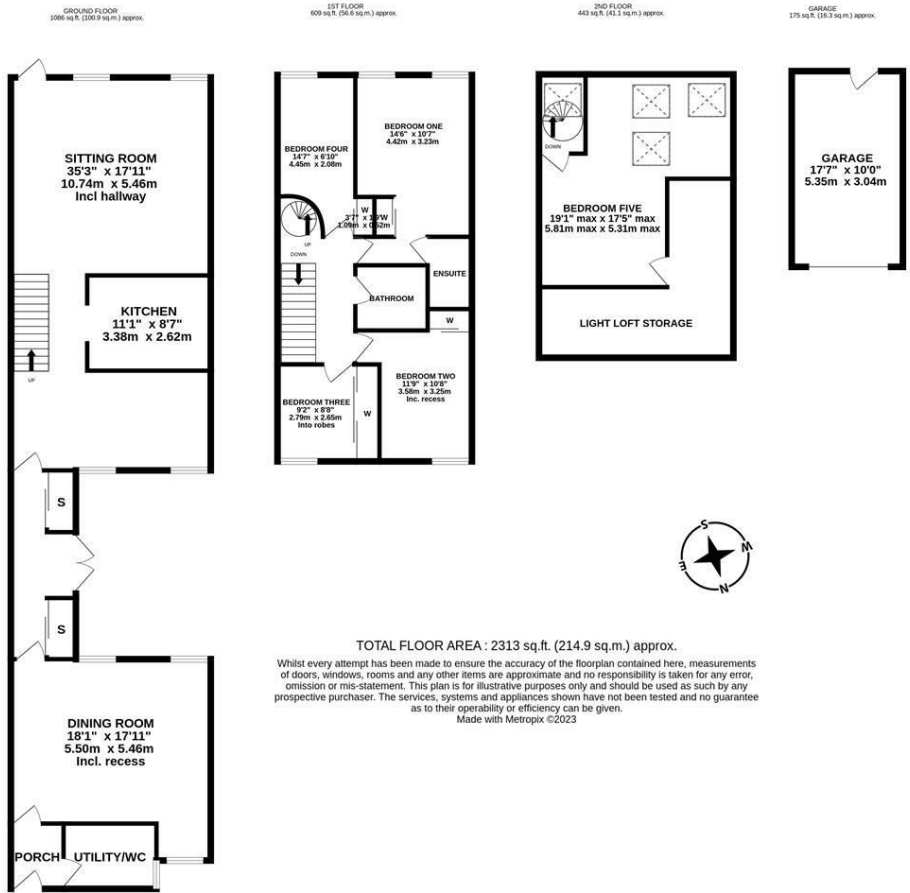 GROUND FLOOR
1086 sq.ft. (100.9 sq.m.) approx.
1ST FLOOR
609 sq.ft. (56.6 sq.m.) approx.
2ND FLOOR
443 sq.ft. (41.1 sq.m.) approx.
GARAGE
175 sq.ft. (16.3 sq.m.) approx.
SITTING ROOM
35'3" x 17'11"
10.74m x 5.46m
Incl hallway
KITCHEN
11'1" x 8'7"
3.38m x 2.62m
UP
S
S
DINING ROOM
18'1" x 17'11"
5.50m x 5.46m
Incl. recess
PORCH
UTILITY/WC
BEDROOM FOUR
14'7" x 6'10"
4.45m x 2.08m
BEDROOM ONE
14'6" x 10'7"
4.42m x 3.23m
W
W
UP
DOWN
ENSUITE
BATHROOM
W
BEDROOM TWO
11'9" x 10'8"
3.58m x 3.25m
Inc. recess
BEDROOM THREE
9'2" x 8'8"
2.79m x 2.65m
Into robes
W
DOWN
BEDROOM FIVE
19'1" max x 17'5" max
5.81m max x 5.31m max
LIGHT LOFT STORAGE
GARAGE
17'7" x 10'0"
5.35m x 3.04m
S
W
E
N
TOTAL FLOOR AREA : 2313 sq.ft. (214.9 sq.m.) approx.
Whilst every attempt has been made to ensure the accuracy of the floorplan contained here, measurements
of doors, windows, rooms and any other items are approximate and no responsibility is taken for any error,
omission or mis-statement. This plan is for illustrative purposes only and should be used as such by any
prospective purchaser. The services, systems and appliances shown have not been tested and no guarantee
as to their operability or efficiency can be given.
Made with Metropix ©2023